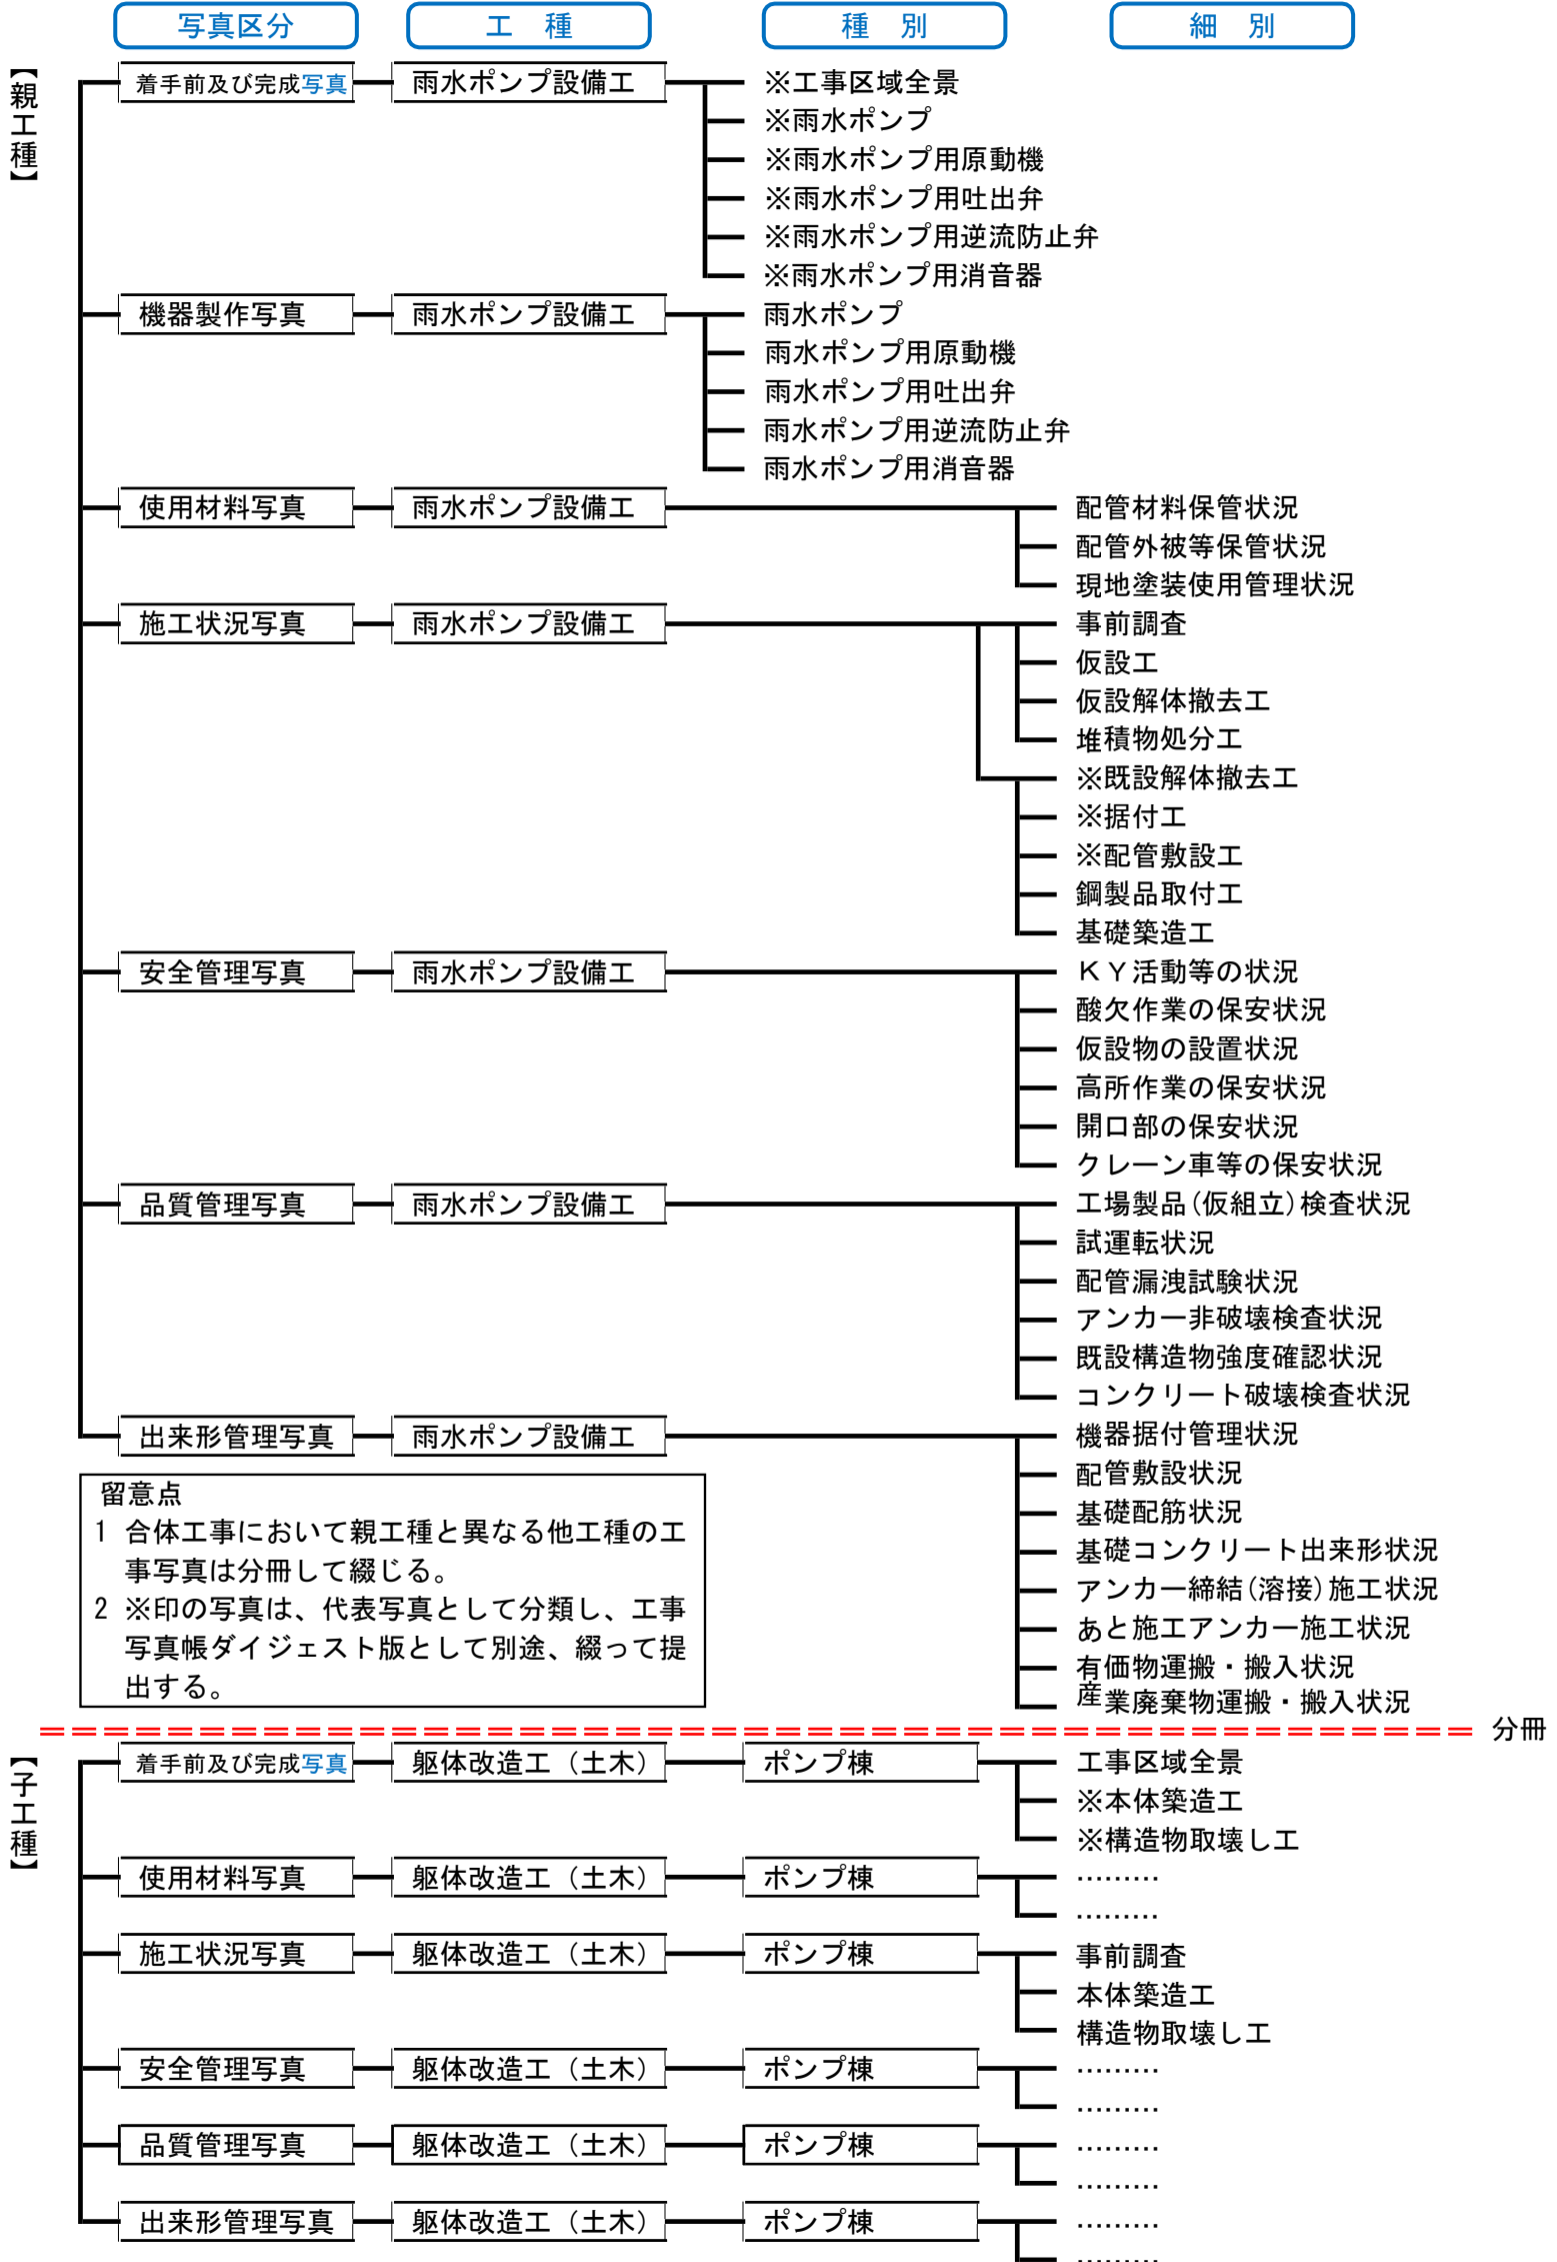 写真区分 工　種 種　別 細　別
【親工種】
着手前及び完成写真 雨水ポンプ設備工 ※工事区域全景
※雨水ポンプ
※雨水ポンプ用原動機
※雨水ポンプ用吐出弁
※雨水ポンプ用逆流防止弁
※雨水ポンプ用消音器
機器製作写真 雨水ポンプ設備工 雨水ポンプ
雨水ポンプ用原動機
雨水ポンプ用吐出弁
雨水ポンプ用逆流防止弁
雨水ポンプ用消音器
使用材料写真 雨水ポンプ設備工 配管材料保管状況
配管外被等保管状況
現地塗装使用管理状況
施工状況写真 雨水ポンプ設備工 事前調査
仮設工
仮設解体撤去工
堆積物処分工
※既設解体撤去工
※据付工
※配管敷設工
鋼製品取付工
基礎築造工
安全管理写真 雨水ポンプ設備工 ＫＹ活動等の状況
酸欠作業の保安状況
仮設物の設置状況
高所作業の保安状況
開口部の保安状況
クレーン車等の保安状況
品質管理写真 雨水ポンプ設備工 工場製品(仮組立)検査状況
試運転状況
配管漏洩試験状況
アンカー非破壊検査状況
既設構造物強度確認状況
コンクリート破壊検査状況
出来形管理写真 雨水ポンプ設備工 機器据付管理状況
配管敷設状況
基礎配筋状況
基礎コンクリート出来形状況
アンカー締結(溶接)施工状況
あと施工アンカー施工状況
有価物運搬・搬入状況
産業廃棄物運搬・搬入状況
留意点
1 合体工事において親工種と異なる他工種の工
事写真は分冊して綴じる。
2 ※印の写真は、代表写真として分類し、工事
写真帳ダイジェスト版として別途、綴って提
出する。
分冊
【子工種】
着手前及び完成写真 躯体改造工（土木） ポンプ棟 工事区域全景
※本体築造工
※構造物取壊し工
使用材料写真 躯体改造工（土木） ポンプ棟 ………
………
施工状況写真 躯体改造工（土木） ポンプ棟 事前調査
本体築造工
構造物取壊し工
安全管理写真 躯体改造工（土木） ポンプ棟 ………
………
品質管理写真 躯体改造工（土木） ポンプ棟 ………
………
出来形管理写真 躯体改造工（土木） ポンプ棟 ………
………